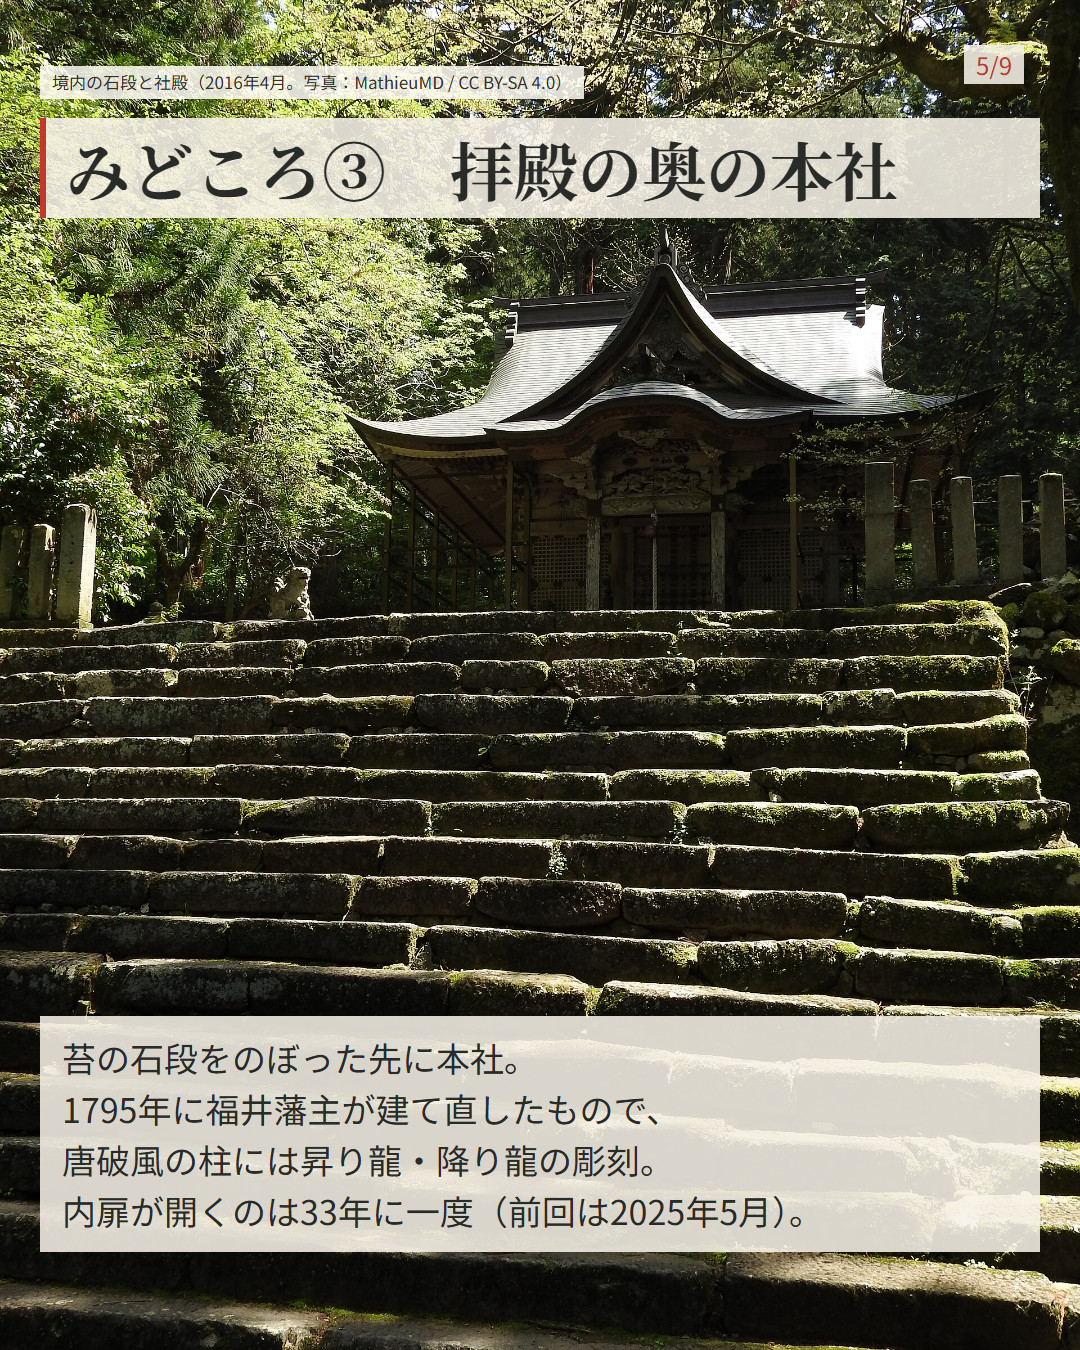 境内の石段と社殿（2016年4月。写真：MathieuMD / CC BY-SA 4.0）
5/9
みどころ③　拝殿の奥の本社
苔の石段をのぼった先に本社。
1795年に福井藩主が建て直したもので、
唐破風の柱には昇り龍・降り龍の彫刻。
内扉が開くのは33年に一度（前回は2025年5月）。